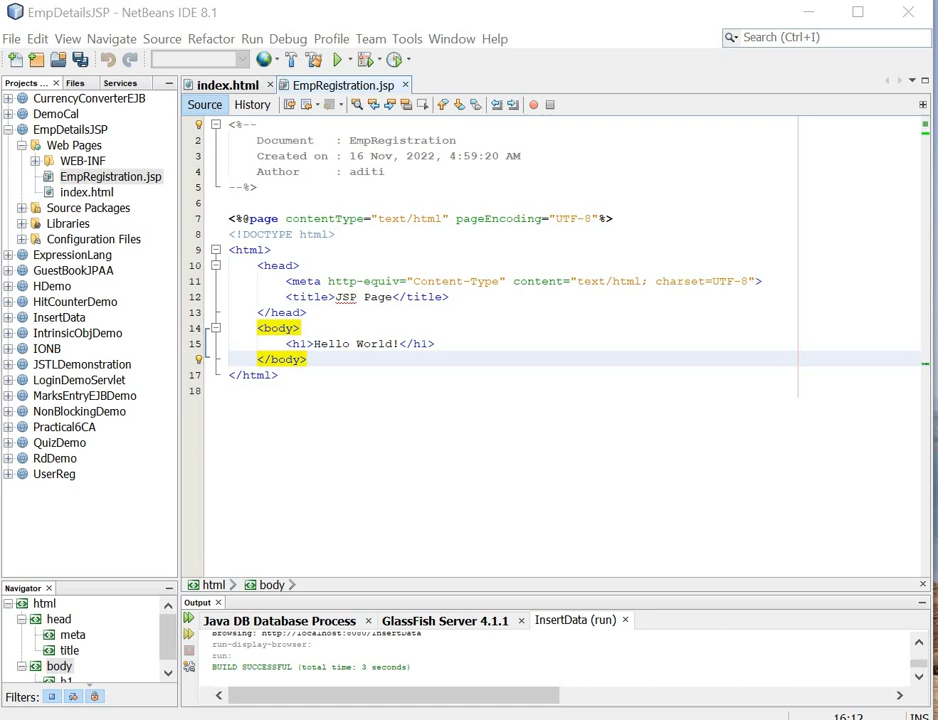 EmpDetailsJSP - NetBeans IDE 8.1
File Edit View Navigate Source Refactor Run Debug Profile Team Tools Window Help
Search (Ctrl+I)
Projects ... Files Services
CurrencyConverterEJB
DemoCal
EmpDetailsJSP
Web Pages
WEB-INF
EmpRegistration.jsp
index.html
Source Packages
Libraries
Configuration Files
ExpressionLang
GuestBookJPAA
HDemo
HitCounterDemo
InsertData
IntrinsicObjDemo
IONB
JSTLDemonstration
LoginDemoServlet
MarksEntryEJBDemo
NonBlockingDemo
Practical6CA
QuizDemo
RdDemo
UserReg
index.html EmpRegistration.jsp
Source History
<%--
2 Document : EmpRegistration
3 Created on : 16 Nov, 2022, 4:59:20 AM
4 Author : aditi
5 --%>
6
7 <%@page contentType="text/html" pageEncoding="UTF-8"%>
8 <!DOCTYPE html>
9 <html>
10 <head>
11 <meta http-equiv="Content-Type" content="text/html; charset=UTF-8">
12 <title>JSP Page</title>
13 </head>
14 <body>
15 <h1>Hello World!</h1>
</body>
17 </html>
18
html body
Navigator
html
head
meta
title
body
h1
Filters:
Output
Java DB Database Process GlassFish Server 4.1.1 InsertData (run)
Browsing: http://localhost:8080/InsertData
run-display-browser:
run:
BUILD SUCCESSFUL (total time: 3 seconds)
16:12 INS